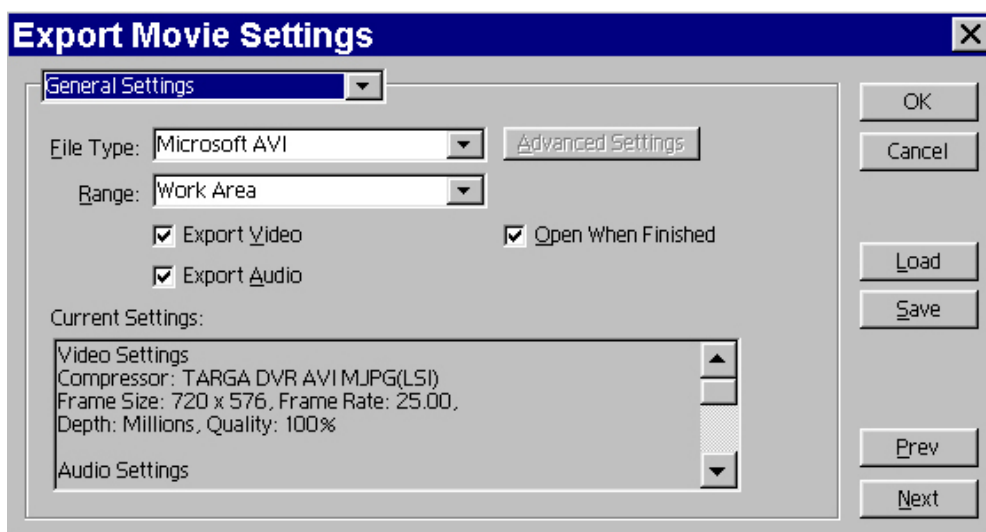 Export Movie Settings
General Settings
OK
File Type: Microsoft AVI Advanced Settings
Cancel
Range: Work Area
Export Video Open When Finished
Export Audio
Load
Save
Current Settings:
Video Settings
Compressor: TARGA DVR AVI MJPG(LSI)
Frame Size: 720 x 576, Frame Rate: 25.00,
Depth: Millions, Quality: 100%
Audio Settings
Prev
Next